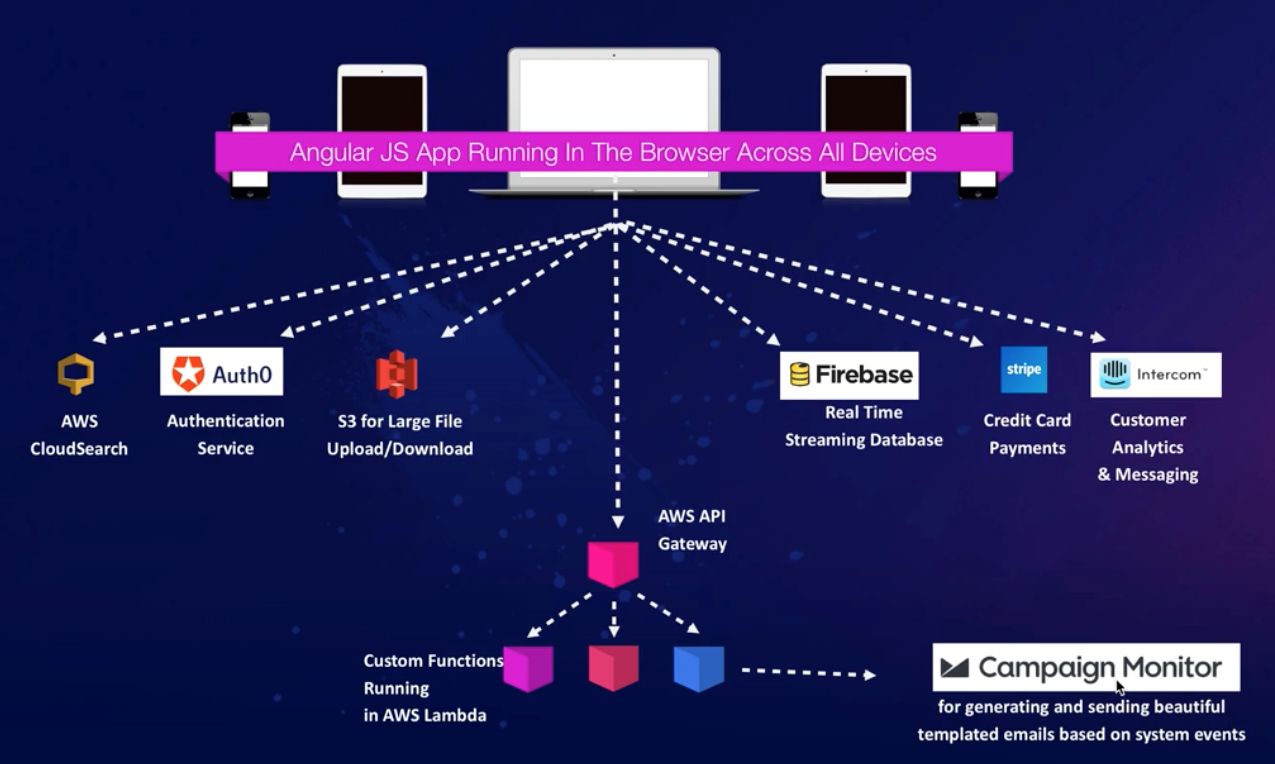 Angular JS App Running In The Browser Across All Devices
AWS
CloudSearch
Auth0
Authentication
Service
S3 for Large File
Upload/Download
Firebase
Real Time
Streaming Database
stripe
Credit Card
Payments
Intercom™
Customer
Analytics
& Messaging
AWS API
Gateway
Custom Functions
Running
in AWS Lambda
Campaign Monitor
for generating and sending beautiful
templated emails based on system events